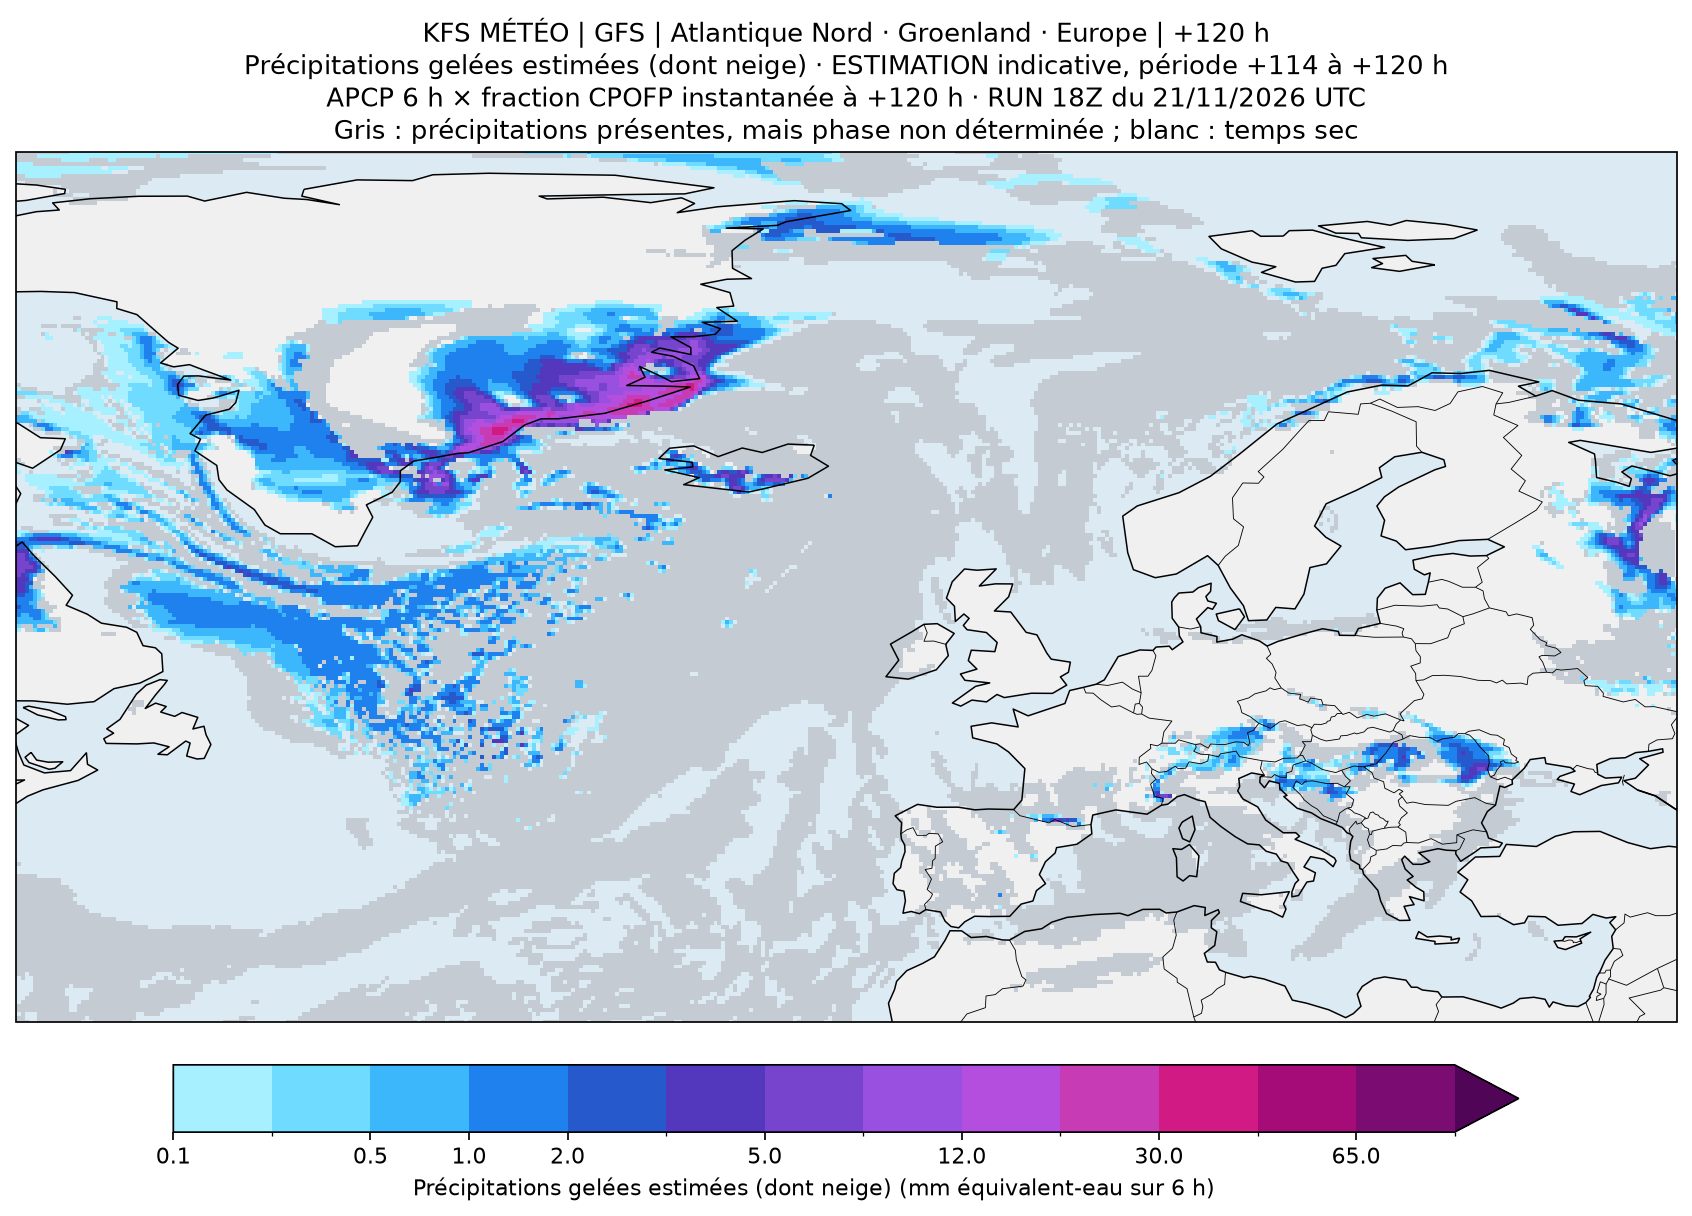 KFS MÉTÉO | GFS | Atlantique Nord · Groenland · Europe | +120 h
Précipitations gelées estimées (dont neige) · ESTIMATION indicative, période +114 à +120 h
APCP 6 h × fraction CPOFP instantanée à +120 h · RUN 18Z du 21/11/2026 UTC
Gris : précipitations présentes, mais phase non déterminée ; blanc : temps sec
0.1 0.5 1.0 2.0 5.0 12.0 30.0 65.0
Précipitations gelées estimées (dont neige) (mm équivalent-eau sur 6 h)